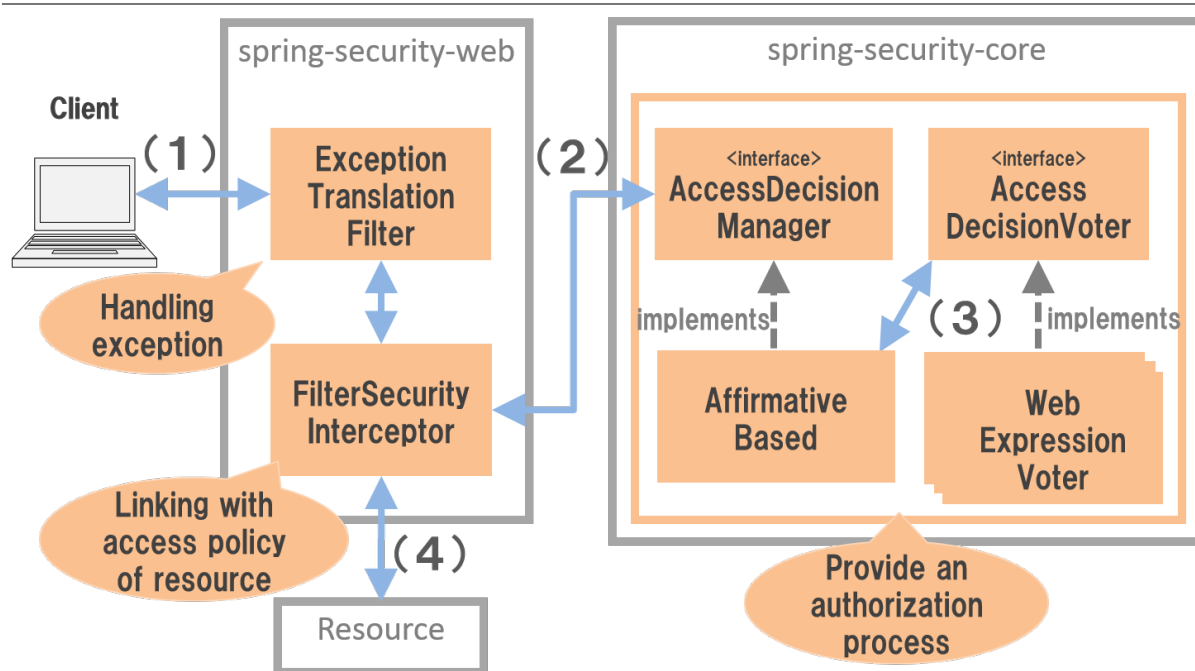 spring-security-web
spring-security-core
Client
(1)
Exception
Translation
Filter
(2)
<interface>
AccessDecision
Manager
<interface>
Access
DecisionVoter
Handling
exception
implements
(3)
implements
FilterSecurity
Interceptor
Affirmative
Based
Web
Expression
Voter
Linking with
access policy
of resource
(4)
Provide an
authorization
process
Resource